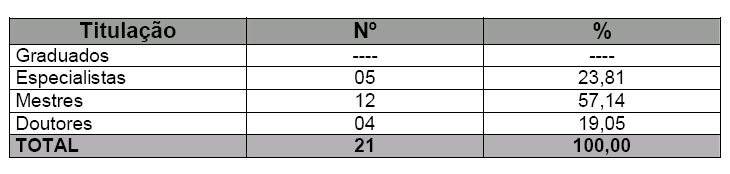 Titulação Nº %
Graduados ---- ----
Especialistas 05 23,81
Mestres 12 57,14
Doutores 04 19,05
TOTAL 21 100,00